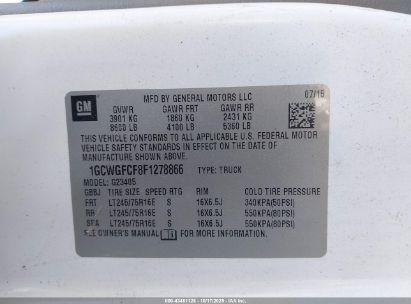 GM
MFD BY GENERAL MOTORS LLC
07/15
GVWR GAWR FRT GAWR RR
3901 KG 1860 KG 2431 KG
8600 LB 4100 LB 5360 LB
THIS VEHICLE CONFORMS TO ALL APPLICABLE U.S. FEDERAL MOTOR
VEHICLE SAFETY STANDARDS IN EFFECT ON THE DATE OF
MANUFACTURE SHOWN ABOVE.
1GCWGFCF8F1278866 TYPE: TRUCK
MODEL: G23405
GBBJ TIRE SIZE SPEED RTG RIM COLD TIRE PRESSURE
FRT LT245/75R16E S 16X6.5J 340KPA(50PSI)
RR LT245/75R16E S 16X6.5J 550KPA(80PSI)
SPA LT245/75R16E S 16X6.5J 550KPA(80PSI)
SEE OWNER'S MANUAL FOR MORE INFORMATION.